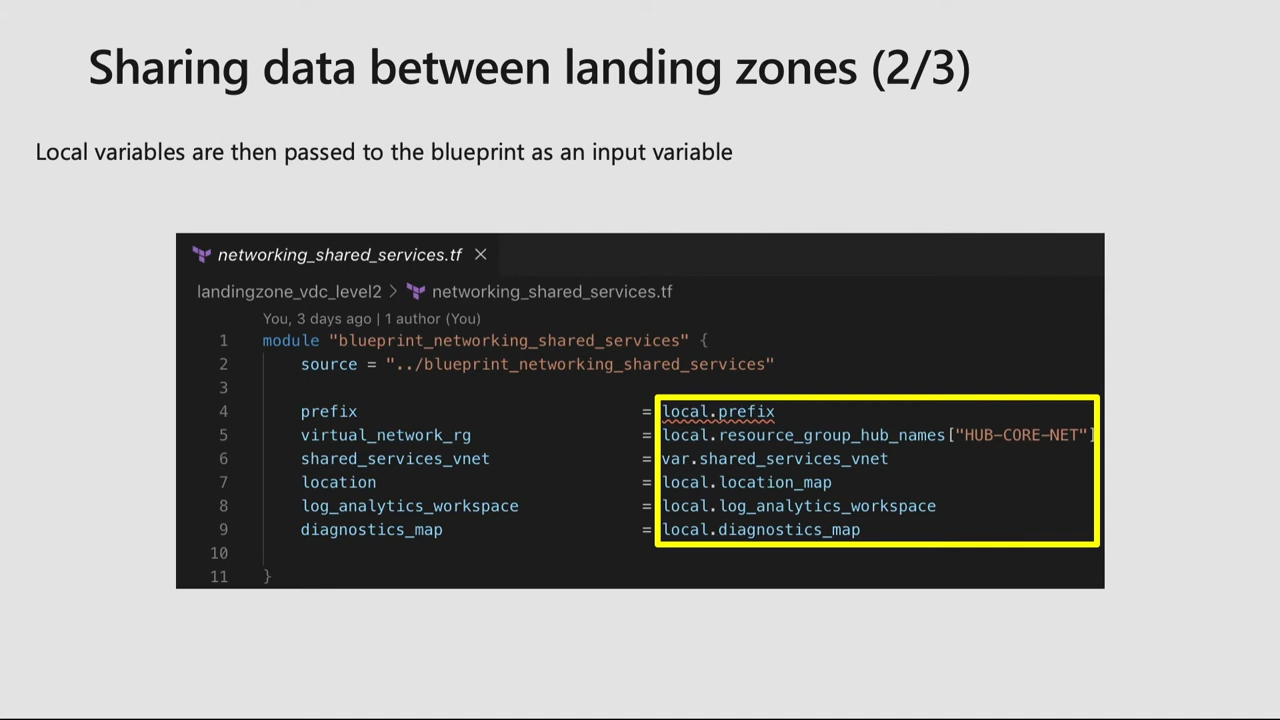 Sharing data between landing zones (2/3)
Local variables are then passed to the blueprint as an input variable
networking_shared_services.tf ×
landingzone_vdc_level2 > networking_shared_services.tf
You, 3 days ago | 1 author (You)
1 module "blueprint_networking_shared_services" {
2 source = "../blueprint_networking_shared_services"
3
4 prefix = local.prefix
5 virtual_network_rg = local.resource_group_hub_names["HUB-CORE-NET"]
6 shared_services_vnet = var.shared_services_vnet
7 location = local.location_map
8 log_analytics_workspace = local.log_analytics_workspace
9 diagnostics_map = local.diagnostics_map
10
11 }